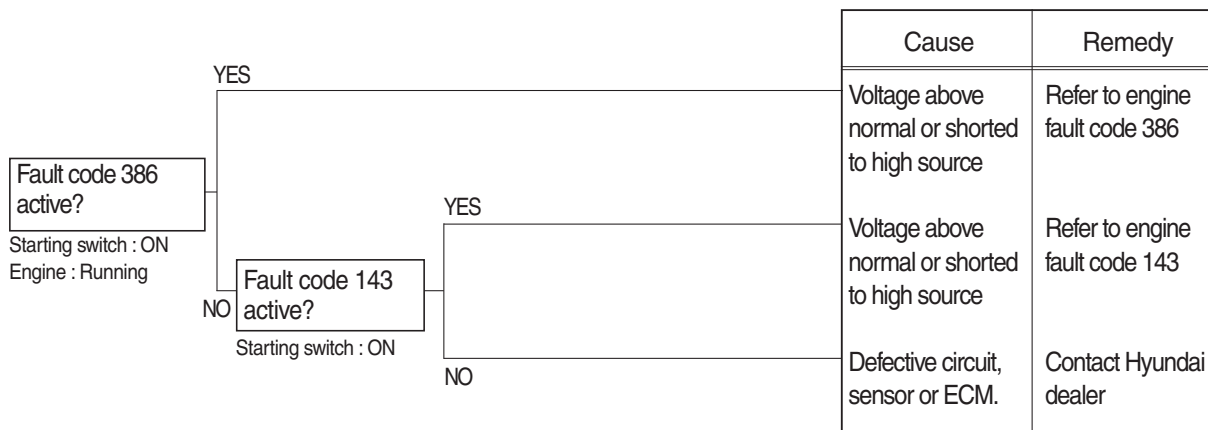 Cause Remedy
YES
Voltage above Refer to engine
normal or shorted fault code 386
to high source
Fault code 386
active?
Starting switch : ON
Engine : Running
YES
Voltage above Refer to engine
normal or shorted fault code 143
to high source
NO
Fault code 143
active?
Starting switch : ON
NO
Defective circuit, Contact Hyundai
sensor or ECM. dealer